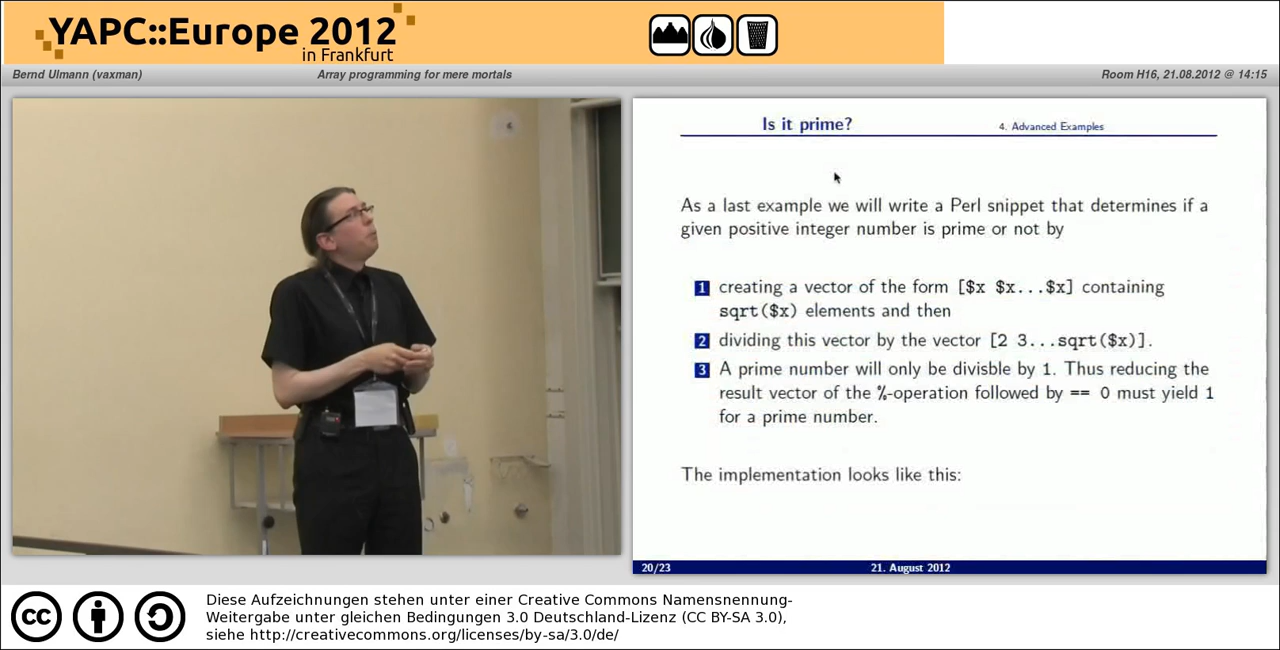 YAPC::Europe 2012
in Frankfurt
Bernd Ulmann (vaxman) Array programming for mere mortals Room H16, 21.08.2012 @ 14:15
Is it prime? 4. Advanced Examples
As a last example we will write a Perl snippet that determines if a
given positive integer number is prime or not by
1 creating a vector of the form [$x $x...$x] containing
sqrt($x) elements and then
2 dividing this vector by the vector [2 3...sqrt($x)].
3 A prime number will only be divisble by 1. Thus reducing the
result vector of the %-operation followed by == 0 must yield 1
for a prime number.
The implementation looks like this:
20/23 21. August 2012
cc
Diese Aufzeichnungen stehen unter einer Creative Commons Namensnennung-
Weitergabe unter gleichen Bedingungen 3.0 Deutschland-Lizenz (CC BY-SA 3.0),
siehe http://creativecommons.org/licenses/by-sa/3.0/de/